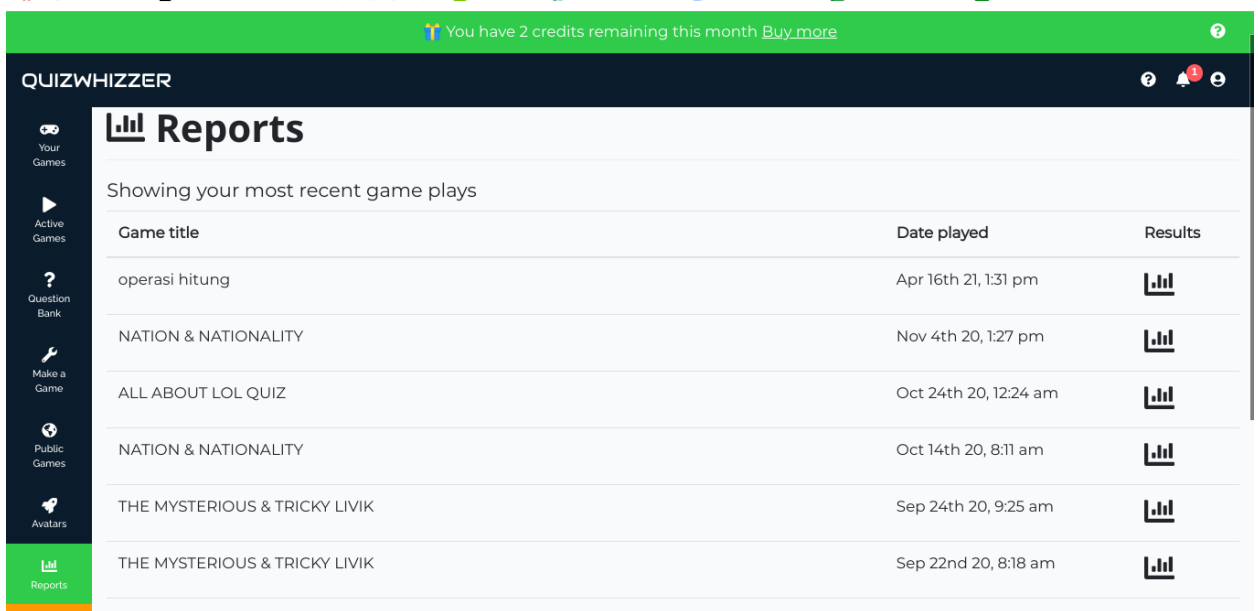 You have 2 credits remaining this month Buy more
QUIZWHIZZER
1
Your
Games
Active
Games
Question
Bank
Make a
Game
Public
Games
Avatars
Reports
Reports
Showing your most recent game plays
Game title Date played Results
operasi hitung Apr 16th 21, 1:31 pm
NATION & NATIONALITY Nov 4th 20, 1:27 pm
ALL ABOUT LOL QUIZ Oct 24th 20, 12:24 am
NATION & NATIONALITY Oct 14th 20, 8:11 am
THE MYSTERIOUS & TRICKY LIVIK Sep 24th 20, 9:25 am
THE MYSTERIOUS & TRICKY LIVIK Sep 22nd 20, 8:18 am